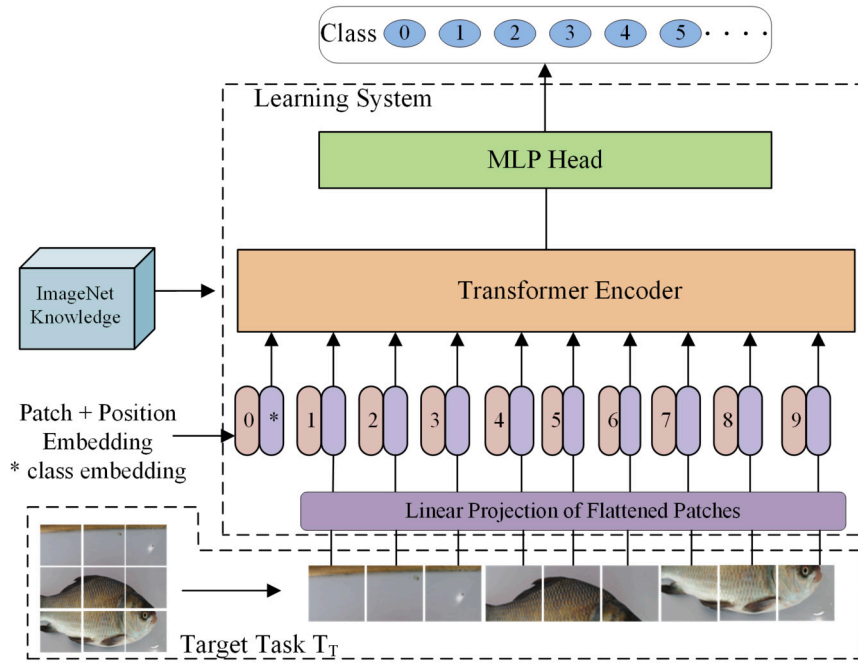 Class 0 1 2 3 4 5 . . . .
Learning System
MLP Head
ImageNet
Knowledge
Transformer Encoder
Patch + Position
Embedding
* class embedding
0 * 1 2 3 4 5 6 7 8 9
Linear Projection of Flattened Patches
Target Task T_T